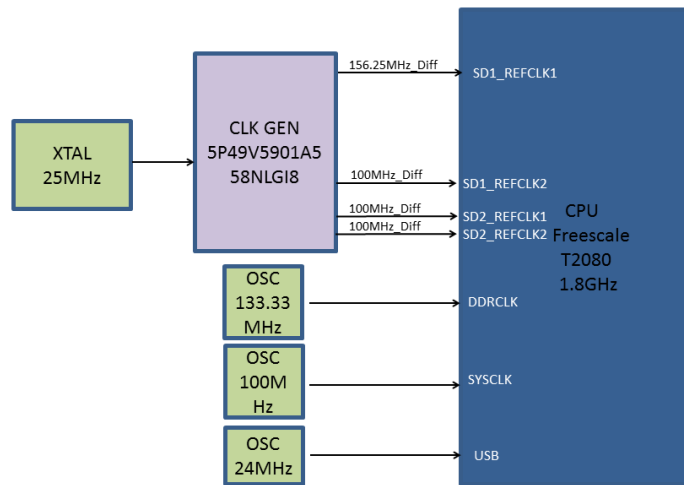 156.25MHz_Diff
SD1_REFCLK1
CLK GEN
5P49V5901A5
58NLGI8
XTAL
25MHz
100MHz_Diff
SD1_REFCLK2
100MHz_Diff
SD2_REFCLK1
100MHz_Diff
SD2_REFCLK2
CPU
Freescale
T2080
1.8GHz
OSC
133.33
MHz
DDRCLK
OSC
100M
Hz
SYSCLK
OSC
24MHz
USB